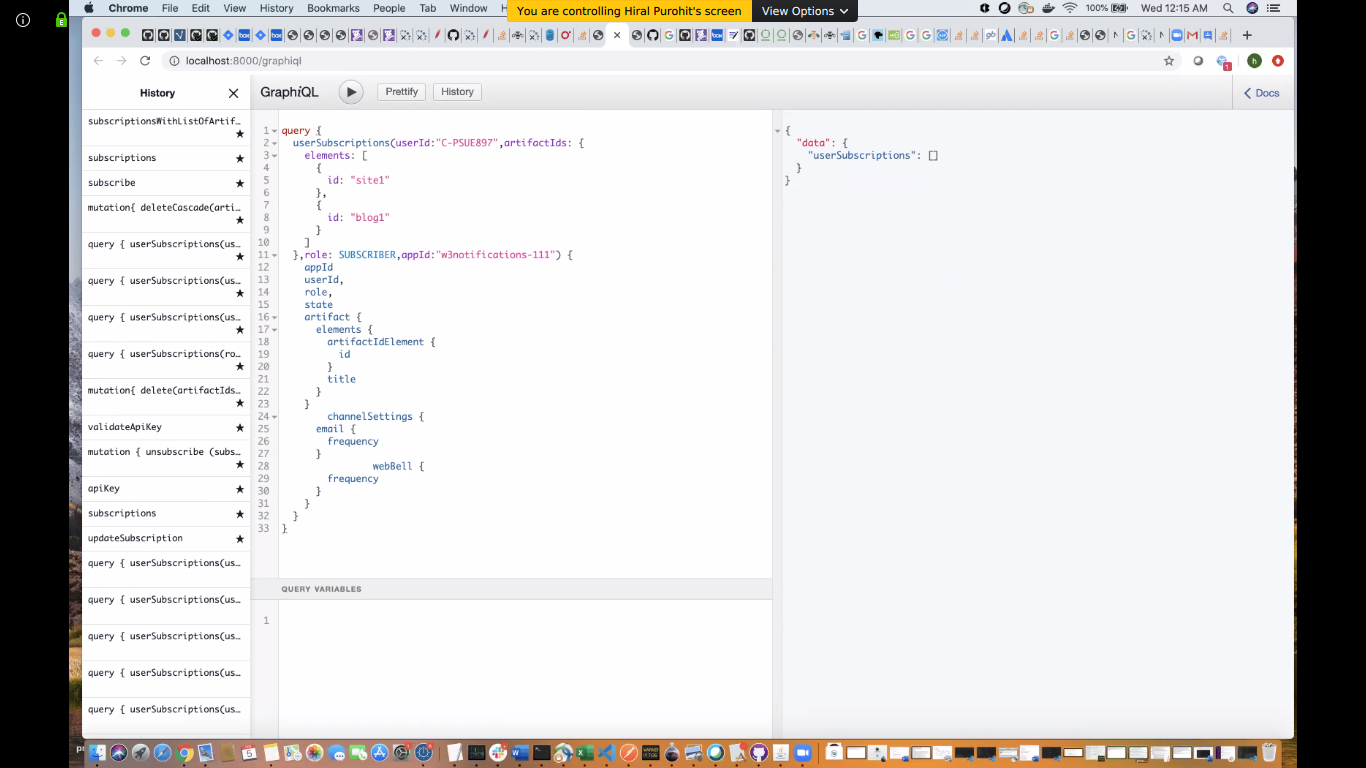 You are controlling Hiral Purohit's screen
View Options
Chrome File Edit View History Bookmarks People Tab Window
100%
Wed 12:15 AM
localhost:8000/graphiql
History
GraphiQL
Prettify
History
Docs
subscriptionsWithListOfArtif…
subscriptions
subscribe
mutation{ deleteCascade(arti…
query { userSubscriptions(us…
query { userSubscriptions(us…
query { userSubscriptions(us…
query { userSubscriptions(ro…
mutation{ delete(artifactIds…
validateApiKey
mutation { unsubscribe (subs…
apiKey
subscriptions
updateSubscription
query { userSubscriptions(us…
query { userSubscriptions(us…
query { userSubscriptions(us…
query { userSubscriptions(us…
query { userSubscriptions(us…
1 query {
2 userSubscriptions(userId:"C-PSUE897",artifactIds: {
3 elements: [
4 {
5 id: "site1"
6 },
7 {
8 id: "blog1"
9 }
10 ]
11 },role: SUBSCRIBER,appId:"w3notifications-111") {
12 appId
13 userId,
14 role,
15 state
16 artifact {
17 elements {
18 artifactIdElement {
19 id
20 }
21 title
22 }
23 }
24 channelSettings {
25 email {
26 frequency
27 }
28 webBell {
29 frequency
30 }
31 }
32 }
33 }
QUERY VARIABLES
1
{
"data": {
"userSubscriptions": []
}
}